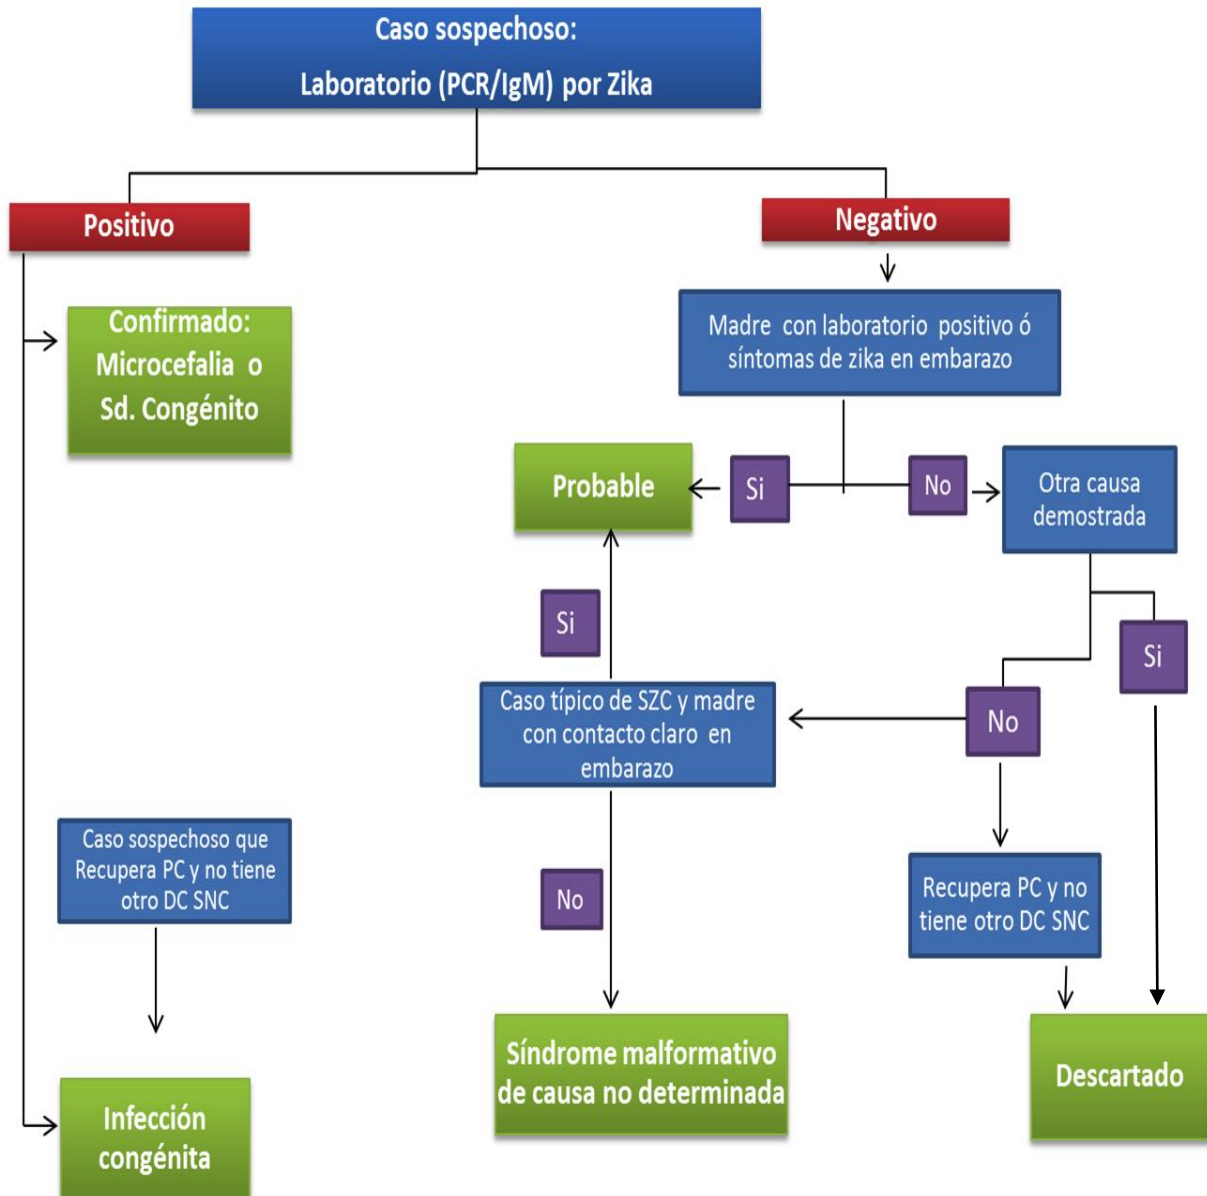 Caso sospechoso:
Laboratorio (PCR/IgM) por Zika
Positivo
Negativo
Confirmado:
Microcefalia o
Sd. Congénito
Madre con laboratorio positivo ó
síntomas de zika en embarazo
Probable
Si
No
Otra causa
demostrada
Si
Si
Caso típico de SZC y madre
con contacto claro en
embarazo
No
Caso sospechoso que
Recupera PC y no tiene
otro DC SNC
No
Recupera PC y no
tiene otro DC SNC
Síndrome malformativo
de causa no determinada
Descartado
Infección
congénita